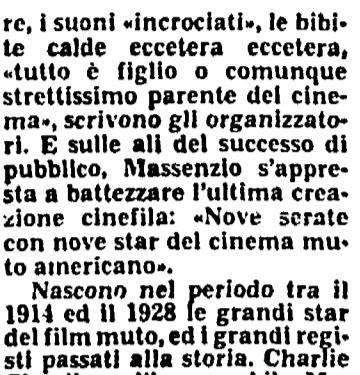 re, i suoni «incrociati», le bibi-
te calde eccetera eccetera,
«tutto è figlio o comunque
strettissimo parente del cine-
ma», scrivono gli organizzato-
ri. E sulle ali del successo di
pubblico, Massenzio s'appre-
sta a battezzare l'ultima crea-
zione cinefila: «Nove serate
con nove star del cinema mu-
to americano».
Nascono nel periodo tra il
1914 ed il 1928 le grandi star
del film muto, ed i grandi regi-
sti passati alla storia. Charlie